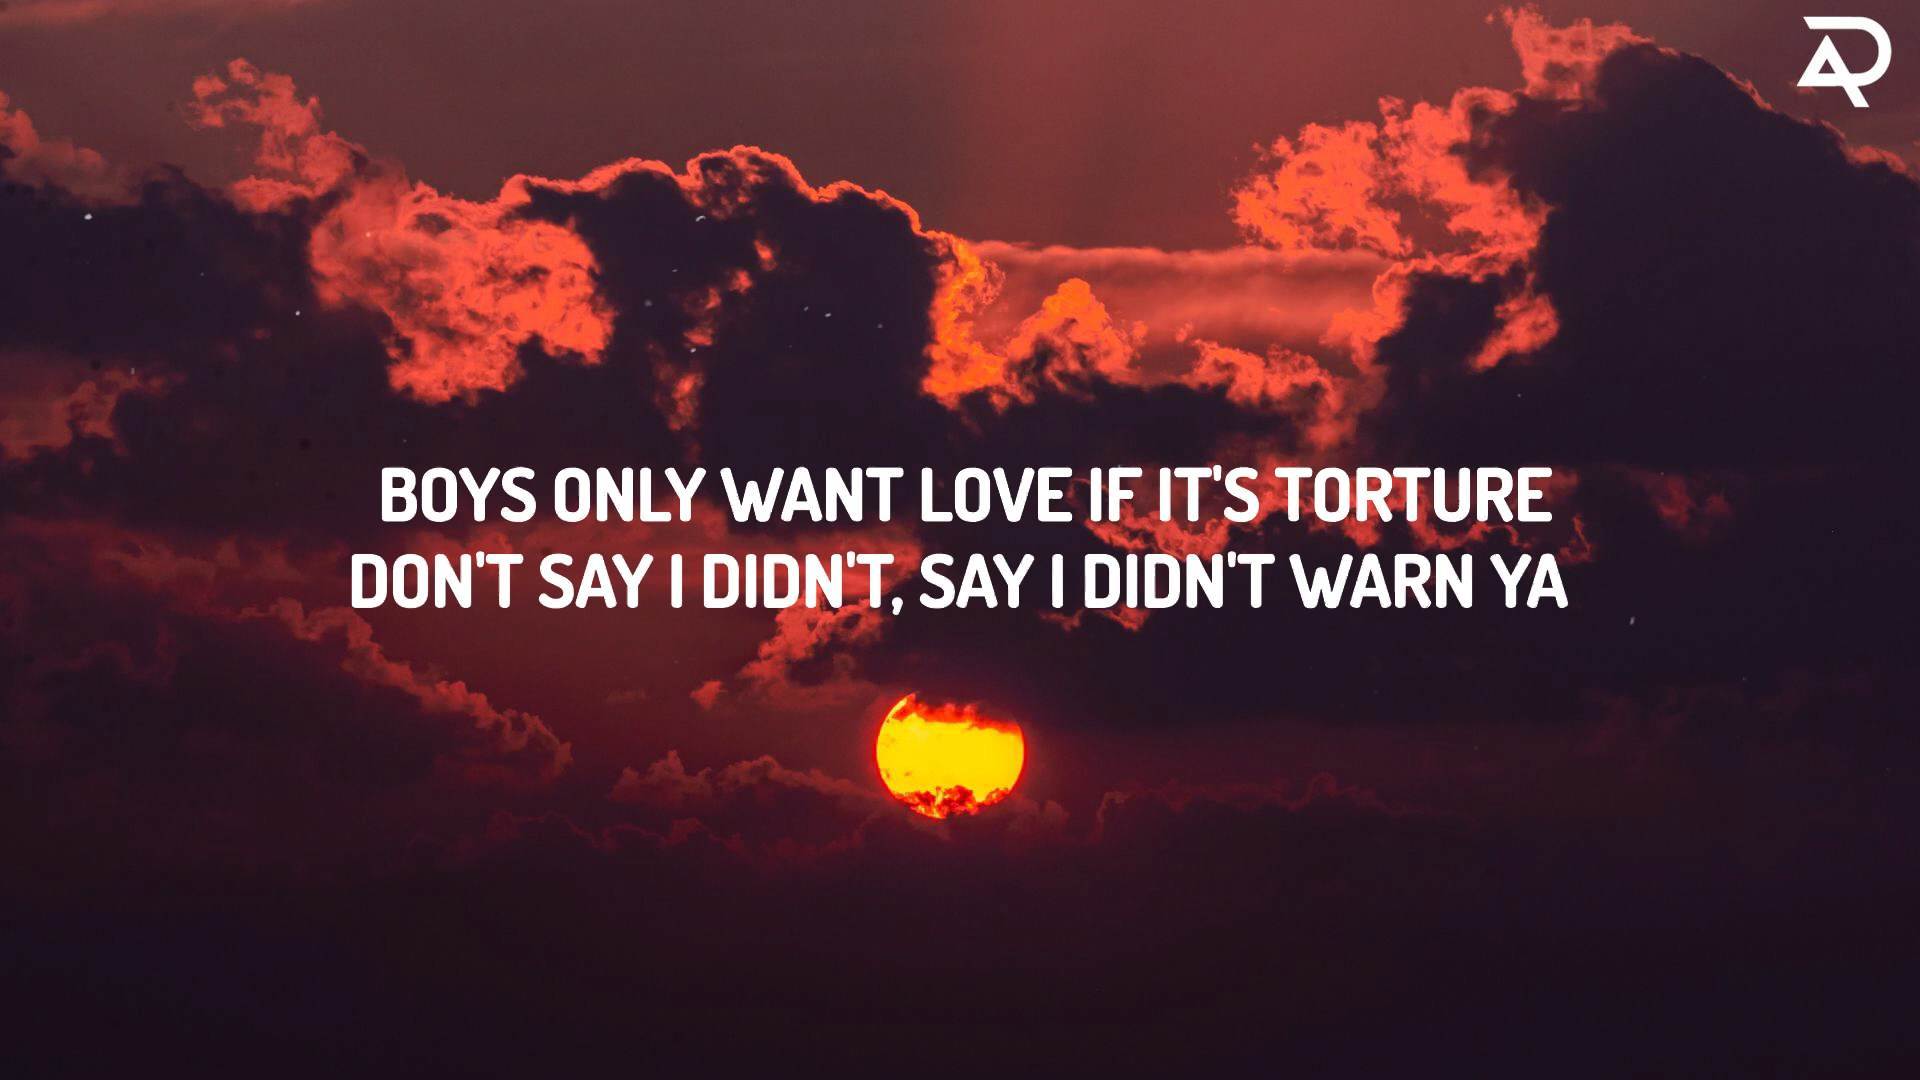 BOYS ONLY WANT LOVE IF IT'S TORTURE
DON'T SAY I DIDN'T, SAY I DIDN'T WARN YA